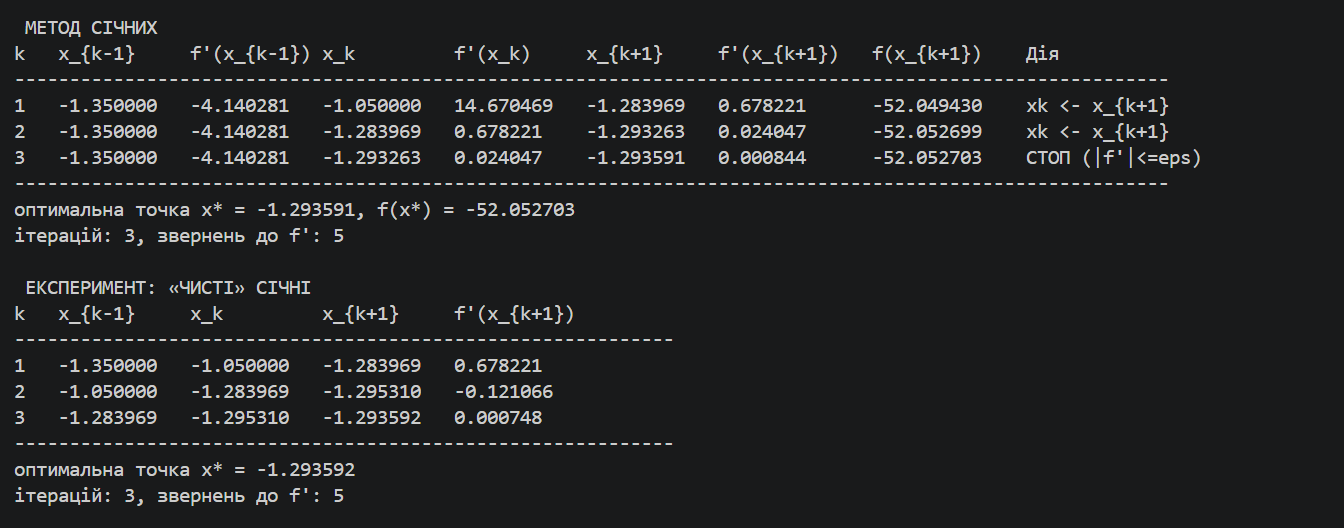 МЕТОД СІЧНИХ
k   x_{k-1}     f'(x_{k-1}) x_k         f'(x_k)     x_{k+1}     f'(x_{k+1})   f(x_{k+1})    Дія
---------------------------------------------------------------------------------------------------------
1   -1.350000   -4.140281   -1.050000   14.670469   -1.283969   0.678221      -52.049430    xk <- x_{k+1}
2   -1.350000   -4.140281   -1.283969   0.678221    -1.293263   0.024047      -52.052699    xk <- x_{k+1}
3   -1.350000   -4.140281   -1.293263   0.024047    -1.293591   0.000844      -52.052703    СТОП (|f'|<=eps)
---------------------------------------------------------------------------------------------------------
оптимальна точка x* = -1.293591, f(x*) = -52.052703
ітерацій: 3, звернень до f': 5
ЕКСПЕРИМЕНТ: «ЧИСТІ» СІЧНІ
k   x_{k-1}     x_k         x_{k+1}     f'(x_{k+1})
------------------------------------------------------------
1   -1.350000   -1.050000   -1.283969   0.678221
2   -1.050000   -1.283969   -1.295310   -0.121066
3   -1.283969   -1.295310   -1.293592   0.000748
------------------------------------------------------------
оптимальна точка x* = -1.293592
ітерацій: 3, звернень до f': 5